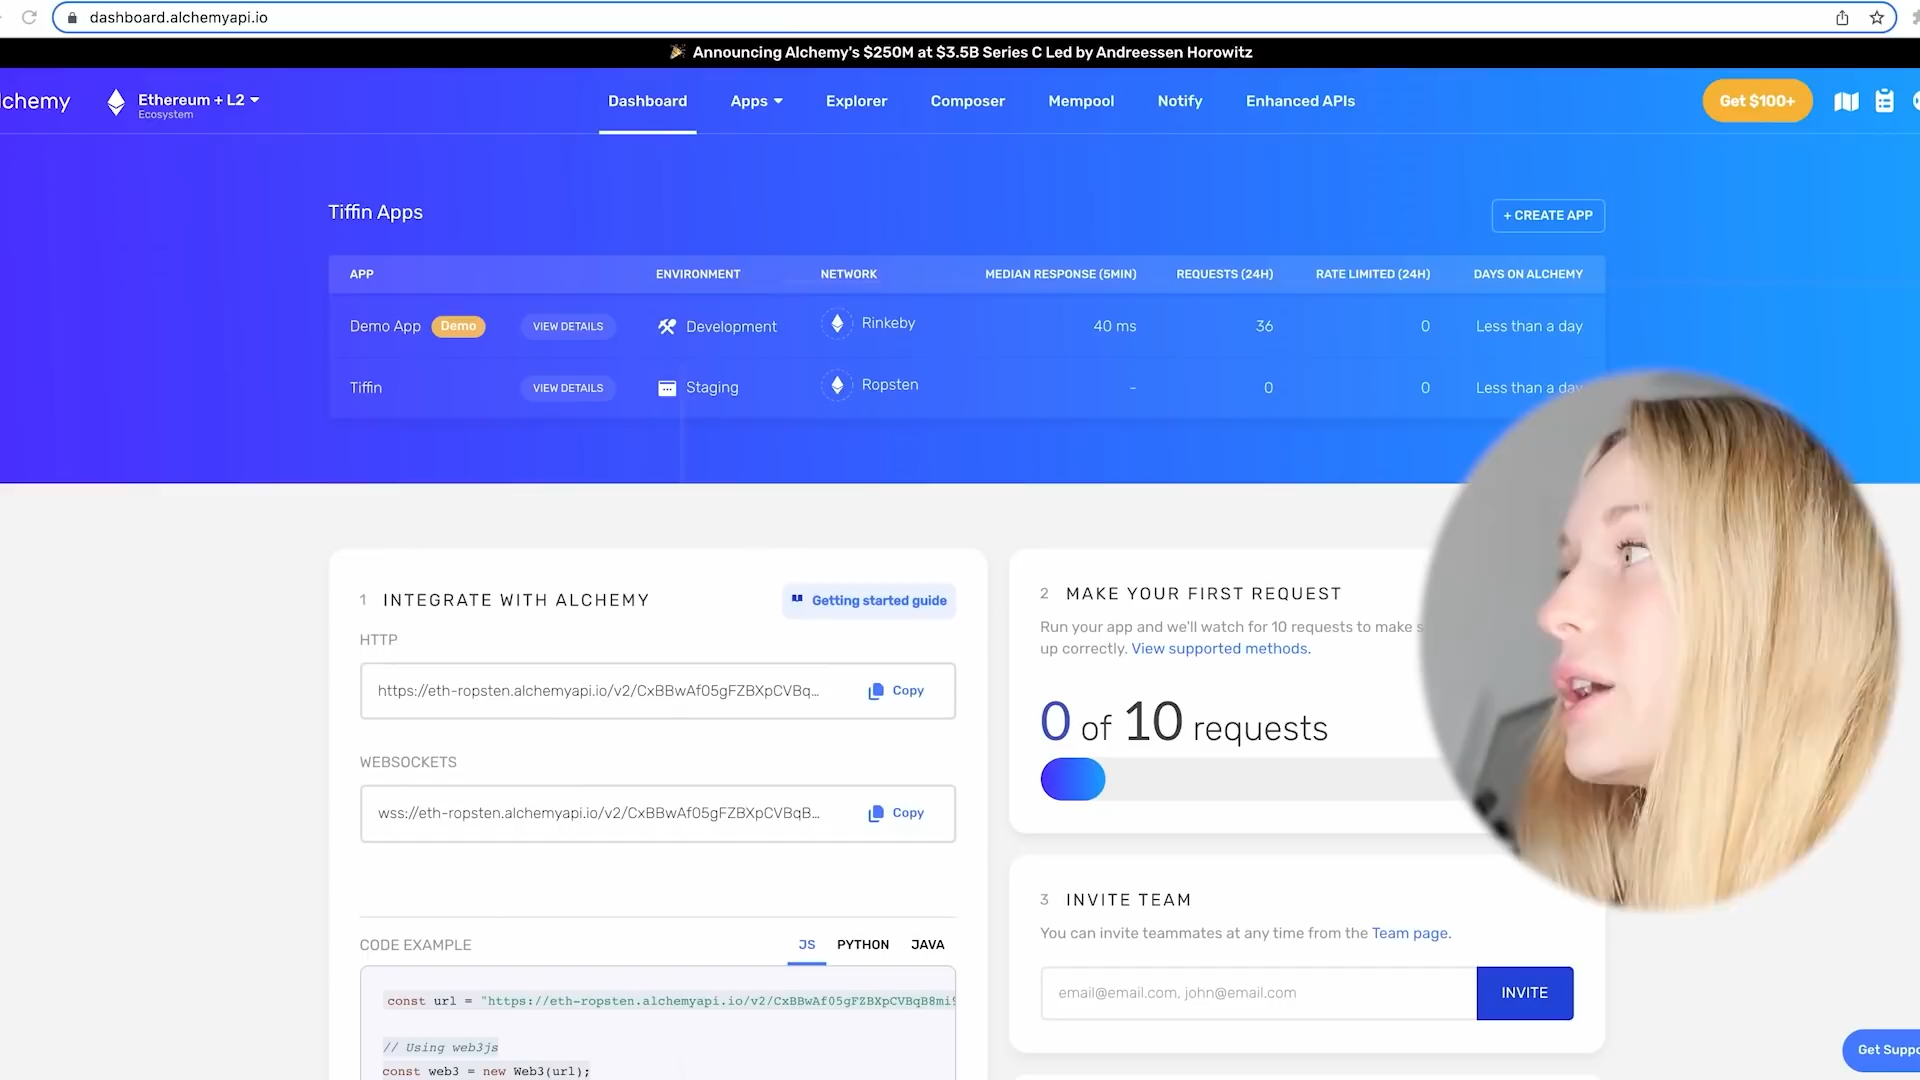 dashboard.alchemyapi.io
🎉 Announcing Alchemy's $250M at $3.5B Series C Led by Andreessen Horowitz
lchemy
Ethereum + L2
Ecosystem
Dashboard
Apps
Explorer
Composer
Mempool
Notify
Enhanced APIs
Get $100+
Tiffin Apps
+ CREATE APP
APP ENVIRONMENT NETWORK MEDIAN RESPONSE (5MIN) REQUESTS (24H) RATE LIMITED (24H) DAYS ON ALCHEMY
Demo App Demo VIEW DETAILS Development Rinkeby 40 ms 36 0 Less than a day
Tiffin VIEW DETAILS Staging Ropsten - 0 0 Less than a day
1 INTEGRATE WITH ALCHEMY
Getting started guide
HTTP
https://eth-ropsten.alchemyapi.io/v2/CxBBwAf05gFZBXpCVBq... Copy
WEBSOCKETS
wss://eth-ropsten.alchemyapi.io/v2/CxBBwAf05gFZBXpCVBqB... Copy
CODE EXAMPLE
JS PYTHON JAVA
const url = "https://eth-ropsten.alchemyapi.io/v2/CxBBwAf05gFZBXpCVBqB8mi9
// Using web3js
const web3 = new Web3(url);
2 MAKE YOUR FIRST REQUEST
Run your app and we'll watch for 10 requests to make s
up correctly. View supported methods.
0 of 10 requests
3 INVITE TEAM
You can invite teammates at any time from the Team page.
email@email.com, john@email.com
INVITE
Get Suppo